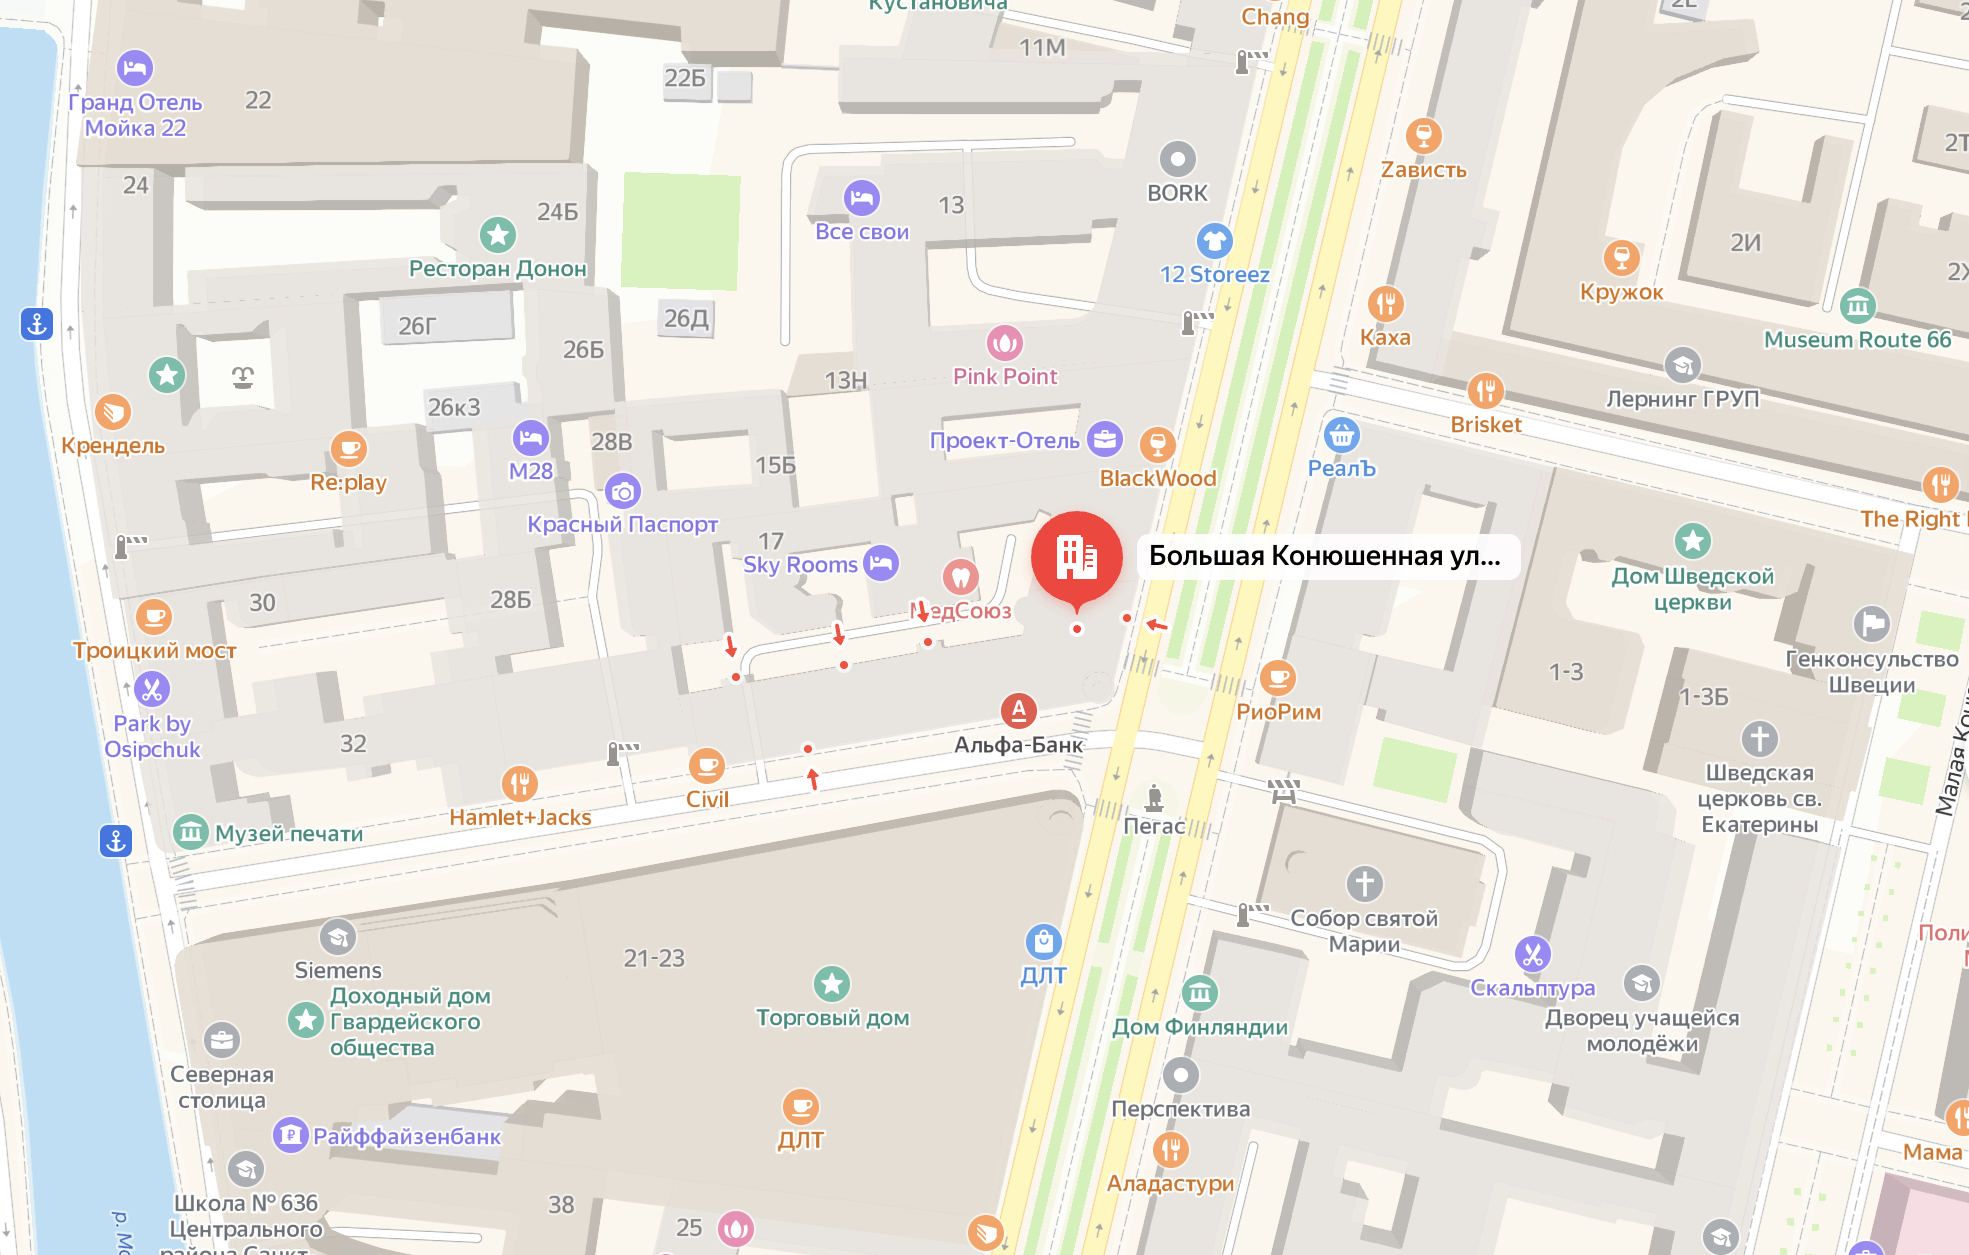 Кустановича
Chang
2Е
11М
22Б
Гранд Отель
Мойка 22
22
24
24Б
Ресторан Донон
Все свои
13
BORK
12 Storeez
Zависть
2И
Кружок
Museum Route 66
Каха
Лернинг ГРУП
Brisket
РеалЪ
The Right
26Г
26Д
26Б
26к3
13Н
Pink Point
Проект-Отель
BlackWood
Крендель
Re:play
М28
28В
15Б
Красный Паспорт
17
Sky Rooms
МедСоюз
Большая Конюшенная ул...
Дом Шведской
церкви
Генконсульство
Швеции
30
28Б
Троицкий мост
Park by
Osipchuk
32
Альфа-Банк
РиоРим
1-3
1-3Б
Шведская
церковь св.
Екатерины
Hamlet+Jacks
Civil
Музей печати
Пегас
Собор святой
Марии
Siemens
Доходный дом
Гвардейского
общества
21-23
Торговый дом
ДЛТ
Скальптура
Дворец учащейся
молодёжи
Дом Финляндии
Северная
столица
Райффайзенбанк
ДЛТ
Перспектива
Аладастури
Мама
Школа № 636
Центрального
района Санкт-
38
25